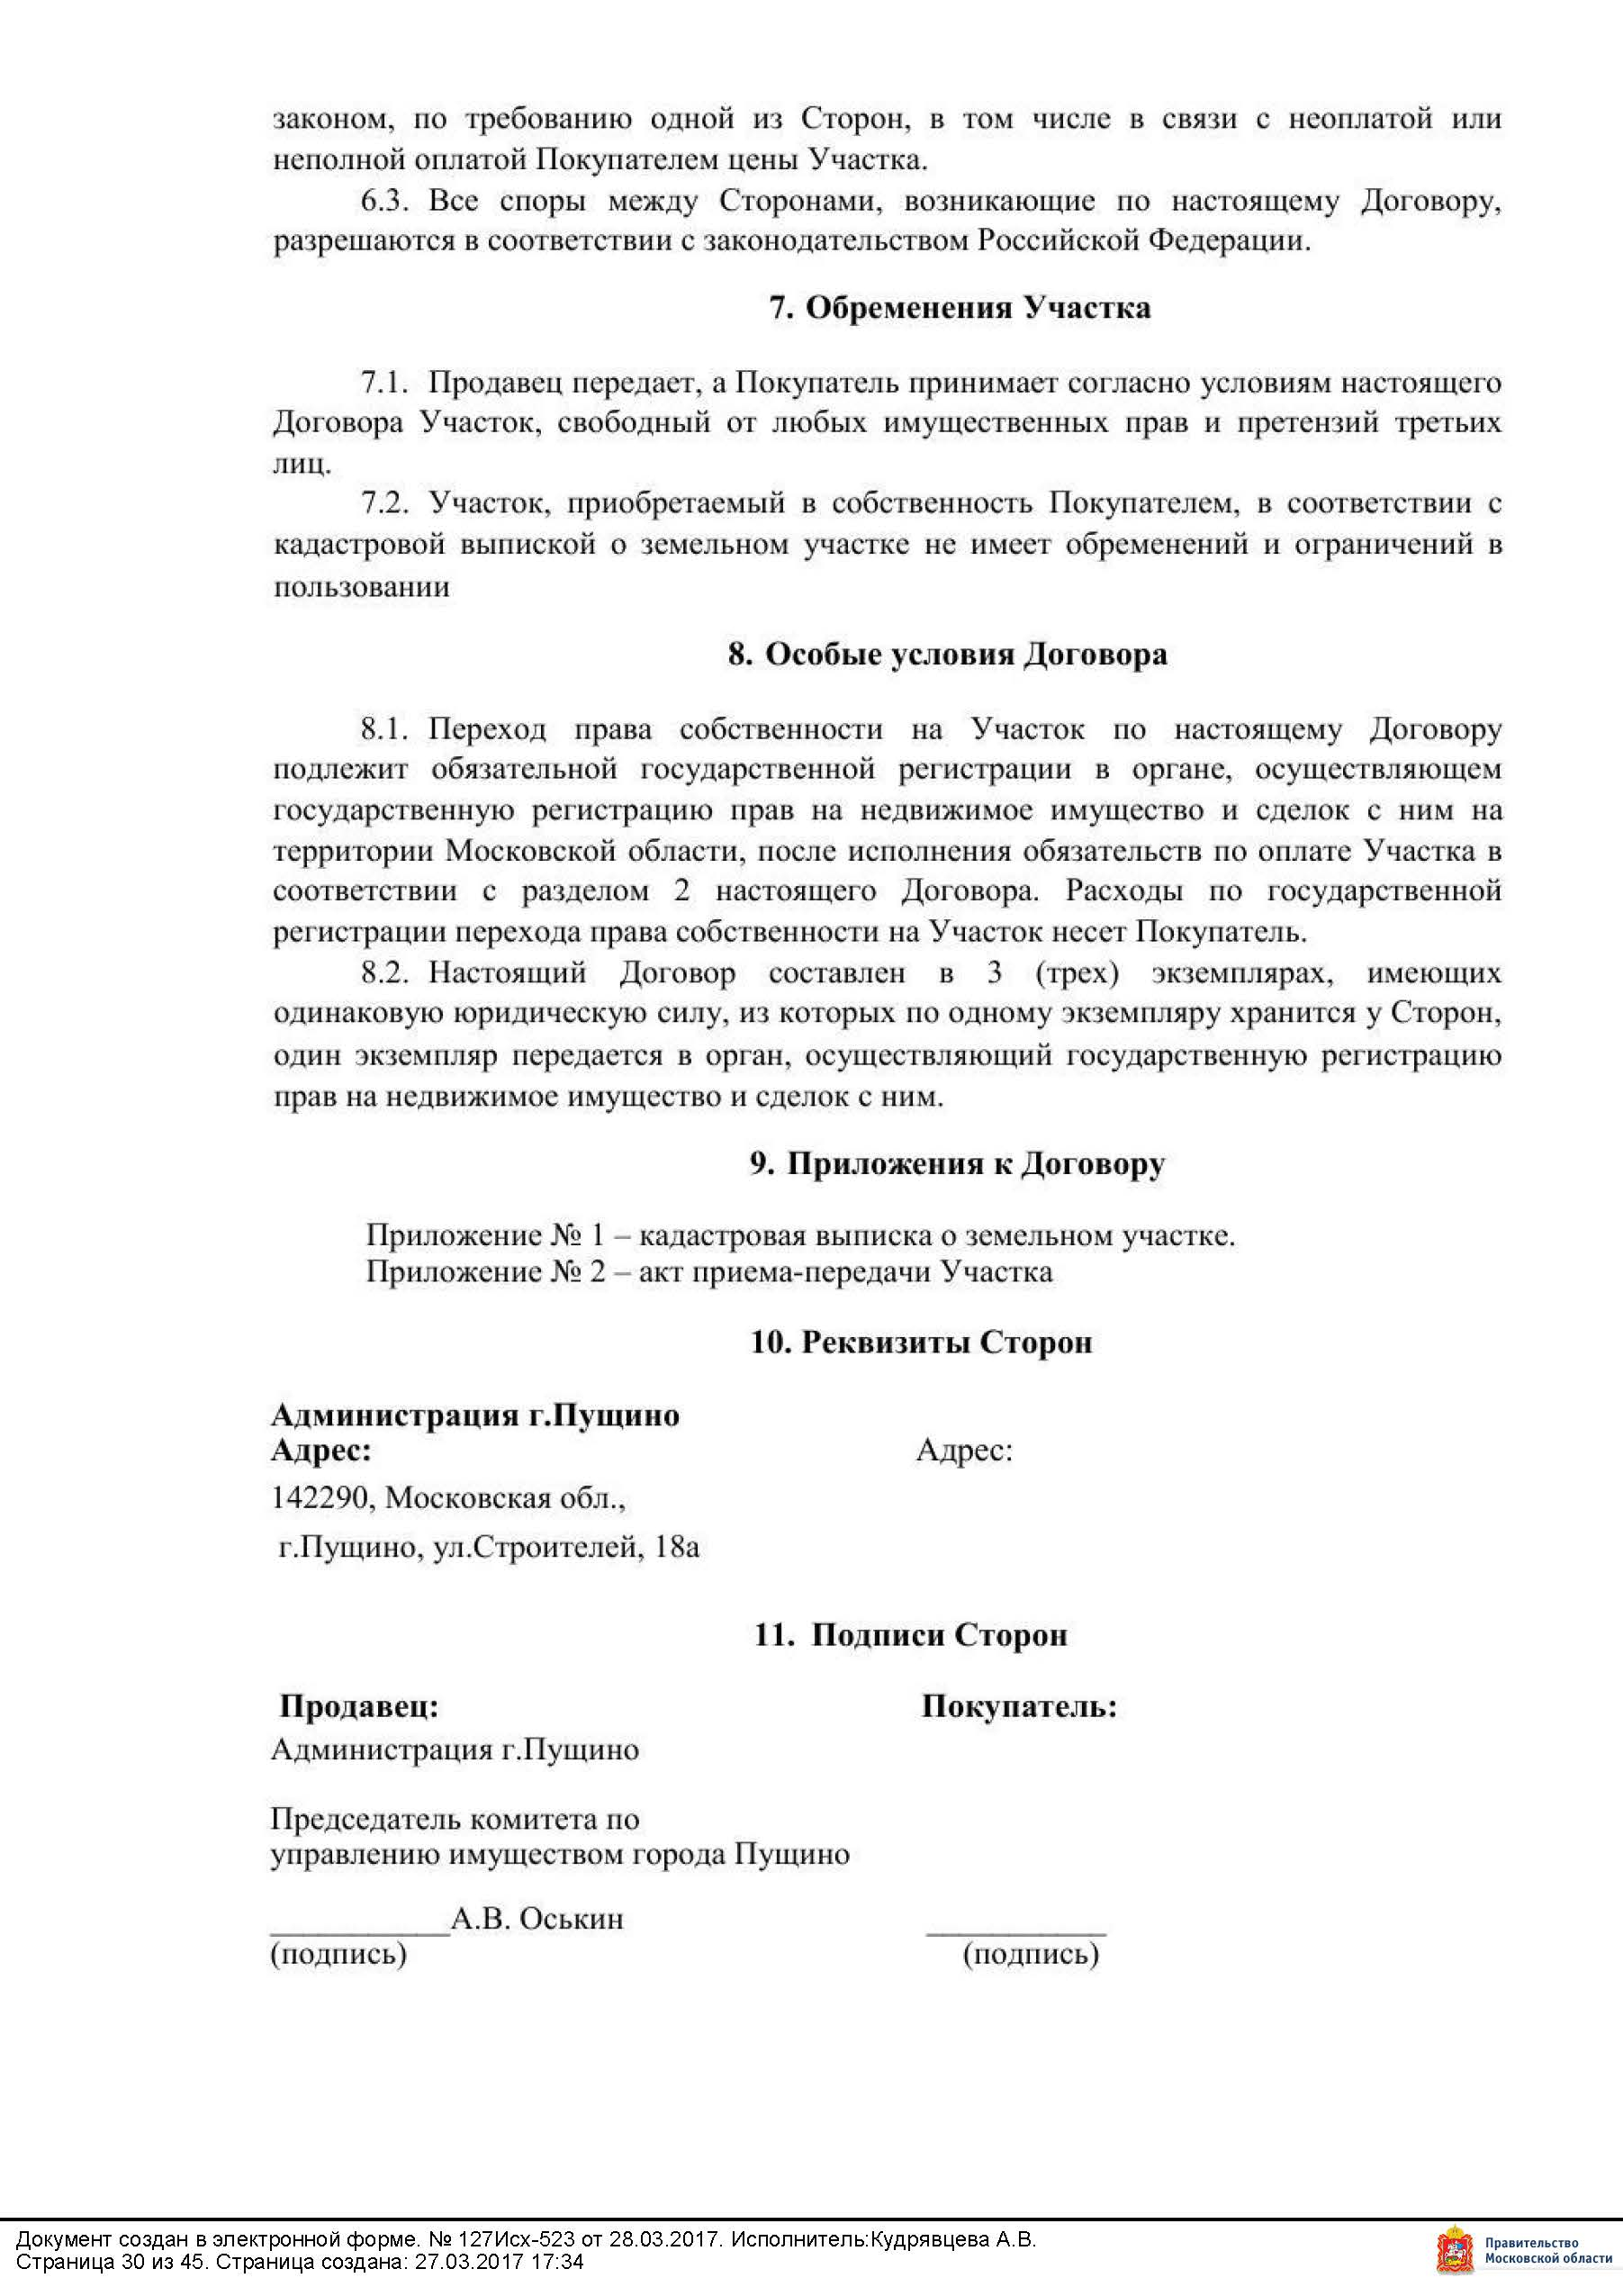 законом, по требованию одной из Сторон, в том числе в связи с неоплатой или
неполной оплатой Покупателем цены Участка.
6.3. Все споры между Сторонами, возникающие по настоящему Договору,
разрешаются в соответствии с законодательством Российской Федерации.
7. Обременения Участка
7.1. Продавец передает, а Покупатель принимает согласно условиям настоящего
Договора Участок, свободный от любых имущественных прав и претензий третьих
лиц.
7.2. Участок, приобретаемый в собственность Покупателем, в соответствии с
кадастровой выпиской о земельном участке не имеет обременений и ограничений в
пользовании
8. Особые условия Договора
8.1. Переход права собственности на Участок по настоящему Договору
подлежит обязательной государственной регистрации в органе, осуществляющем
государственную регистрацию прав на недвижимое имущество и сделок с ним на
территории Московской области, после исполнения обязательств по оплате Участка в
соответствии с разделом 2 настоящего Договора. Расходы по государственной
регистрации перехода права собственности на Участок несет Покупатель.
8.2. Настоящий Договор составлен в 3 (трех) экземплярах, имеющих
одинаковую юридическую силу, из которых по одному экземпляру хранится у Сторон,
один экземпляр передается в орган, осуществляющий государственную регистрацию
прав на недвижимое имущество и сделок с ним.
9. Приложения к Договору
Приложение № 1 – кадастровая выписка о земельном участке.
Приложение № 2 – акт приема-передачи Участка
10. Реквизиты Сторон
Администрация г.Пущино
Адрес: Адрес:
142290, Московская обл.,
г.Пущино, ул.Строителей, 18а
11. Подписи Сторон
Продавец: Покупатель:
Администрация г.Пущино
Председатель комитета по
управлению имуществом города Пущино
___________А.В. Оськин ___________
(подпись) (подпись)
Документ создан в электронной форме. № 127Исх-523 от 28.03.2017. Исполнитель:Кудрявцева А.В.
Страница 30 из 45. Страница создана: 27.03.2017 17:34
Правительство
Московской области